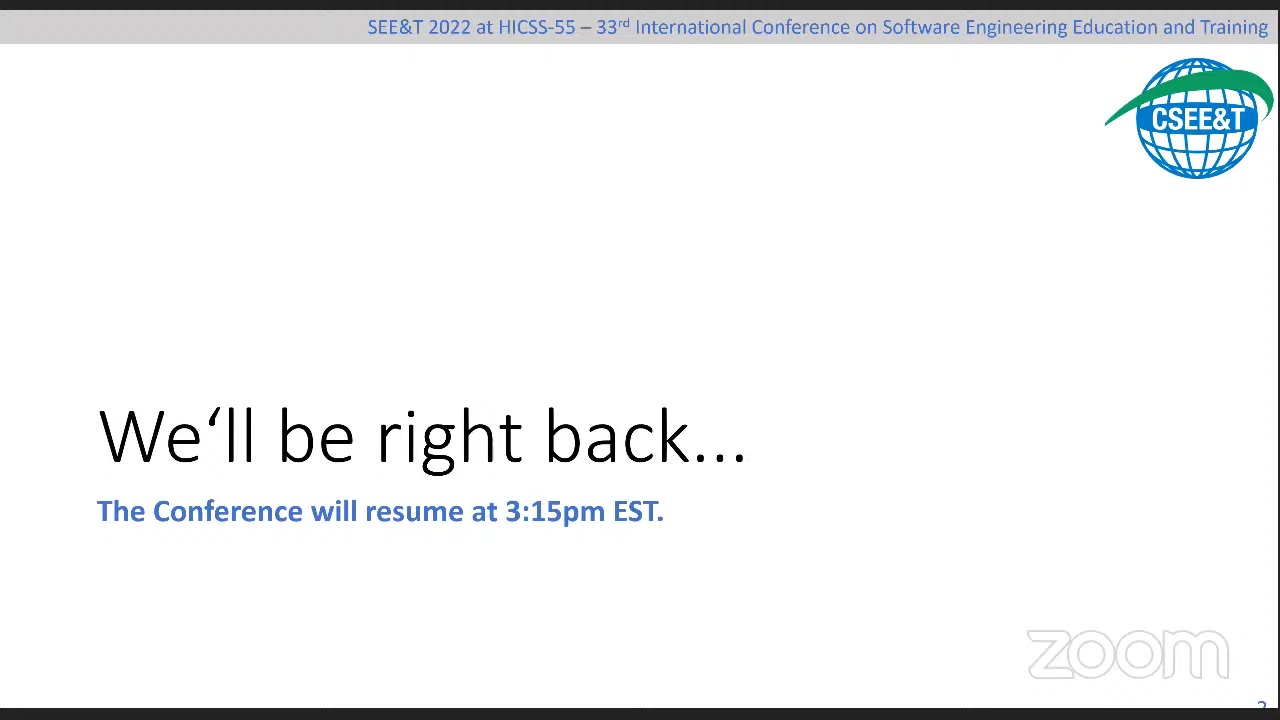 SEE&T 2022 at HICSS-55 – 33rd International Conference on Software Engineering Education and Training
CSEE&T
We‘ll be right back...
The Conference will resume at 3:15pm EST.
zoom